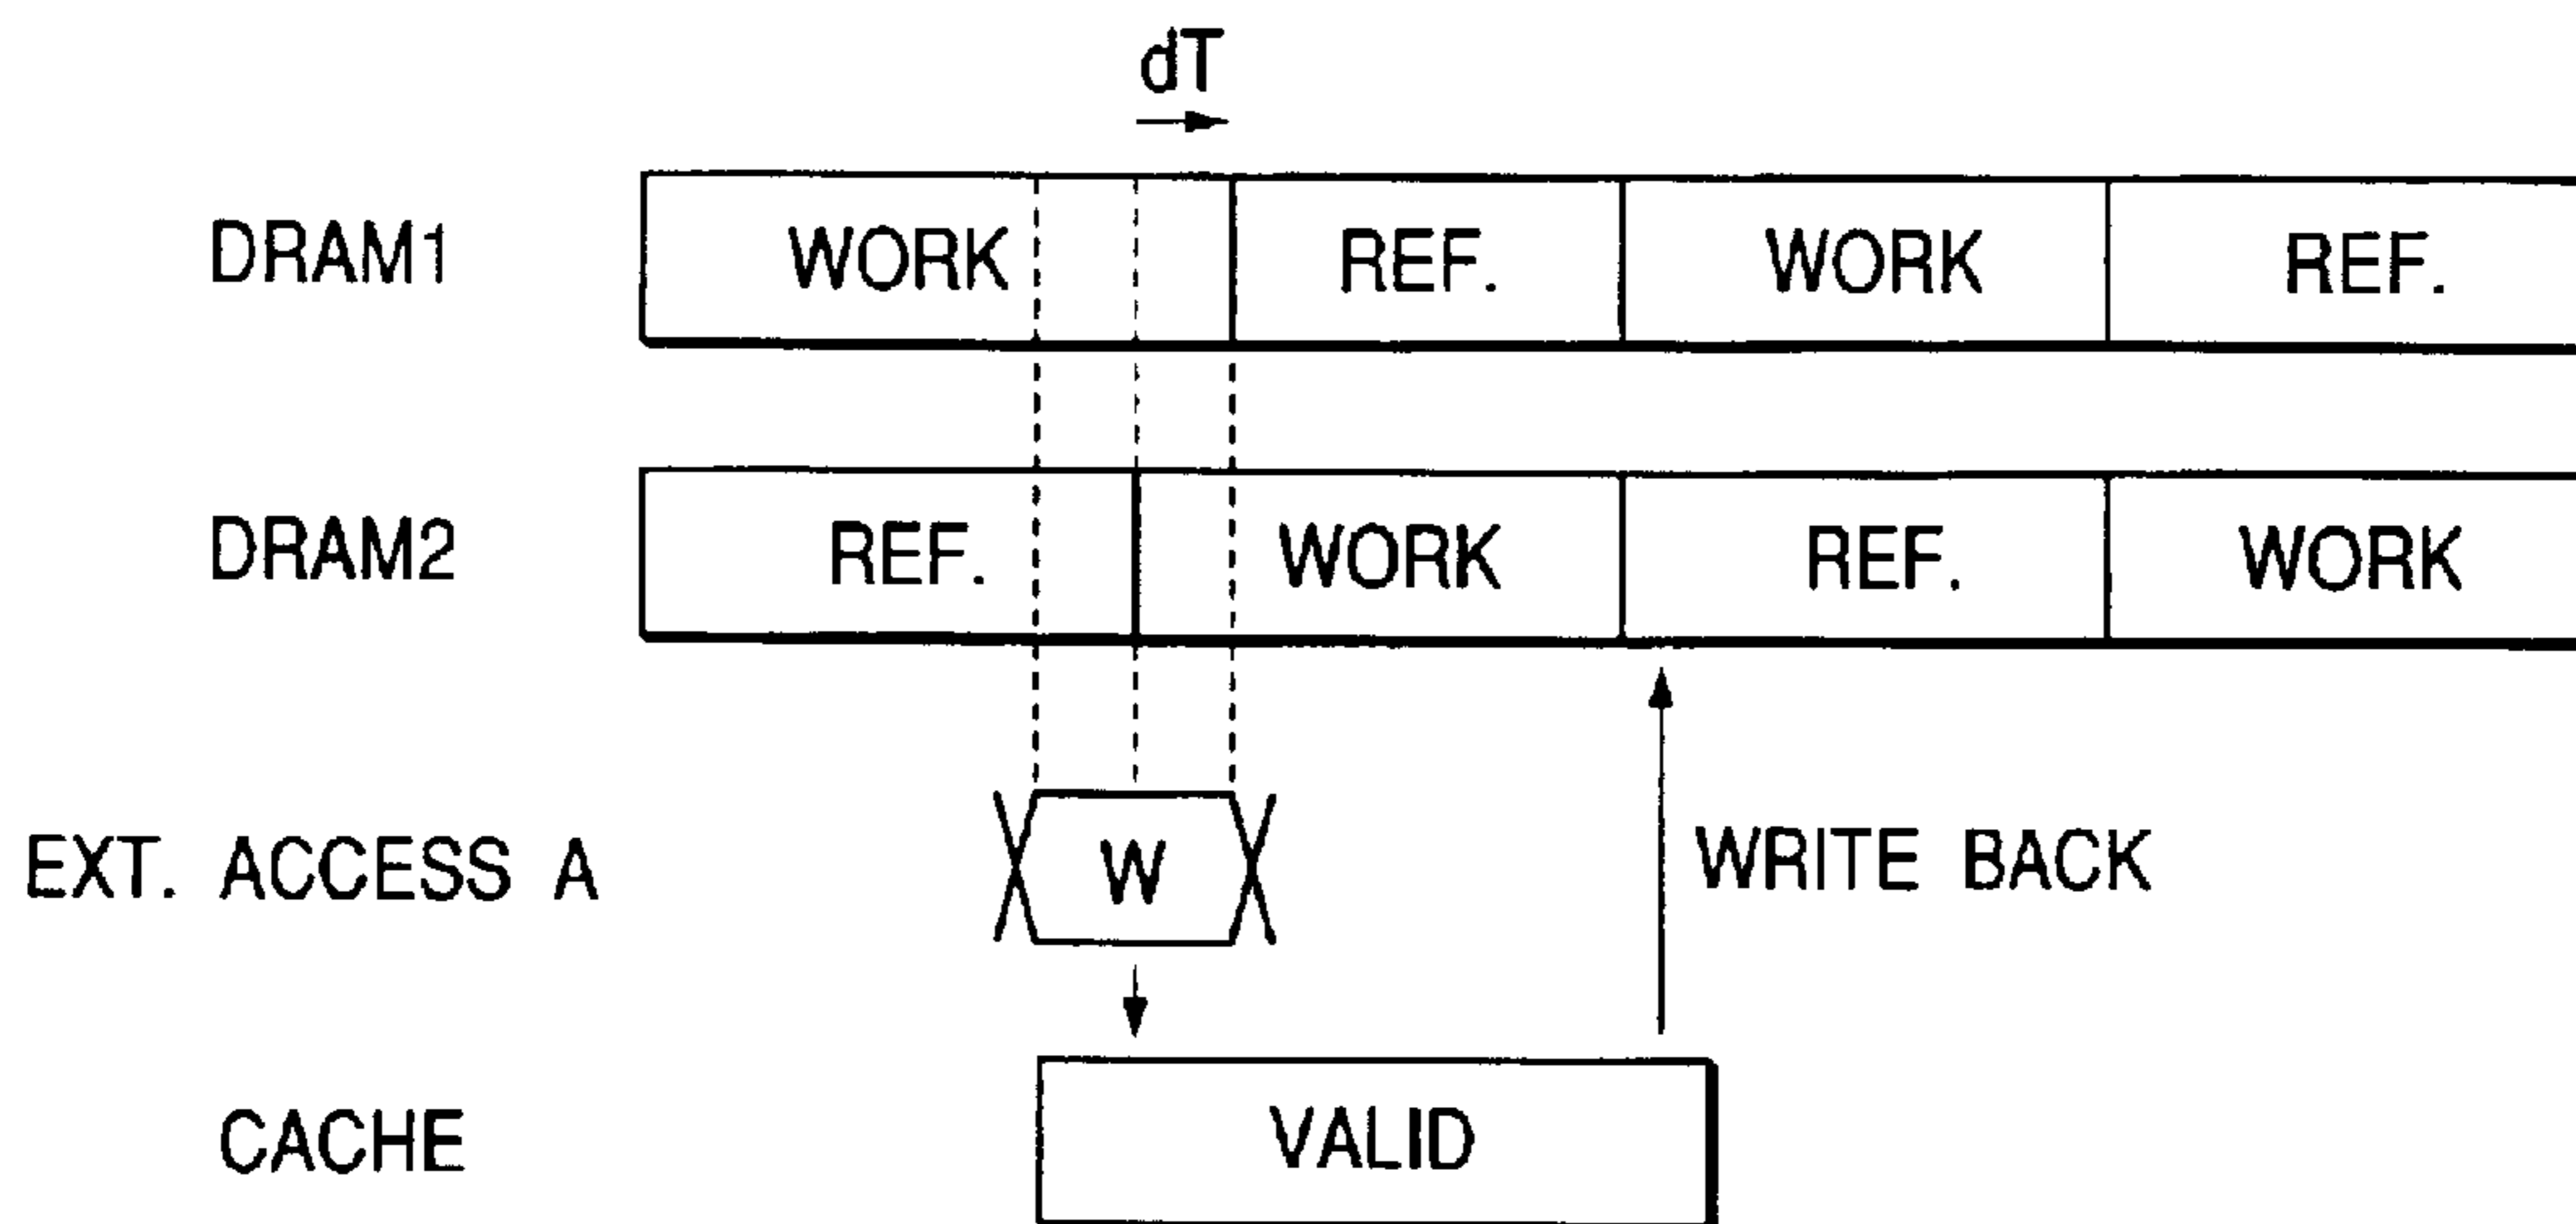 dT
DRAM1 WORK REF. WORK REF.
DRAM2 REF. WORK REF. WORK
EXT. ACCESS A W WRITE BACK
CACHE VALID